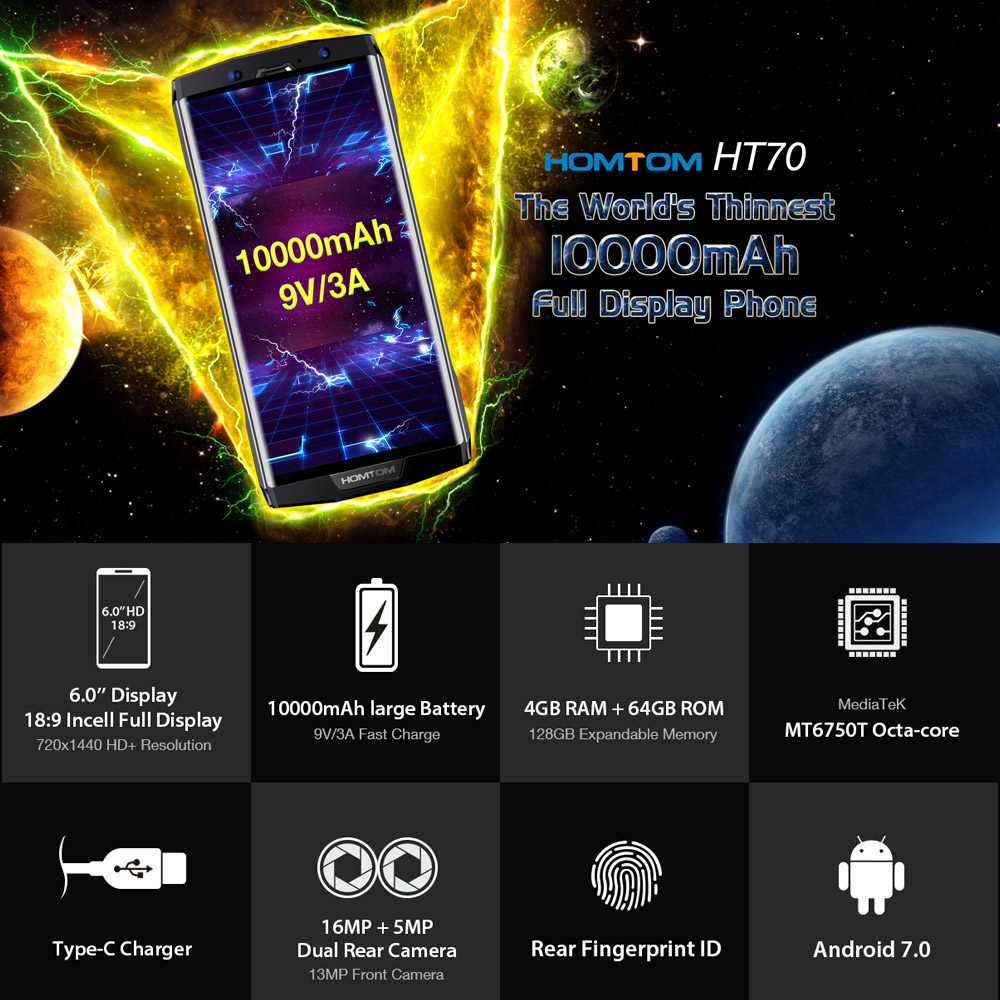 HOMTOM HT70
The World's Thinnest
10000mAh
Full Display Phone
10000mAh
9V/3A
HOMTOM
6.0" HD
18:9
6.0" Display
18:9 Incell Full Display
720x1440 HD+ Resolution
10000mAh large Battery
9V/3A Fast Charge
4GB RAM + 64GB ROM
128GB Expandable Memory
MediaTeK
MT6750T Octa-core
Type-C Charger
16MP + 5MP
Dual Rear Camera
13MP Front Camera
Rear Fingerprint ID
Android 7.0